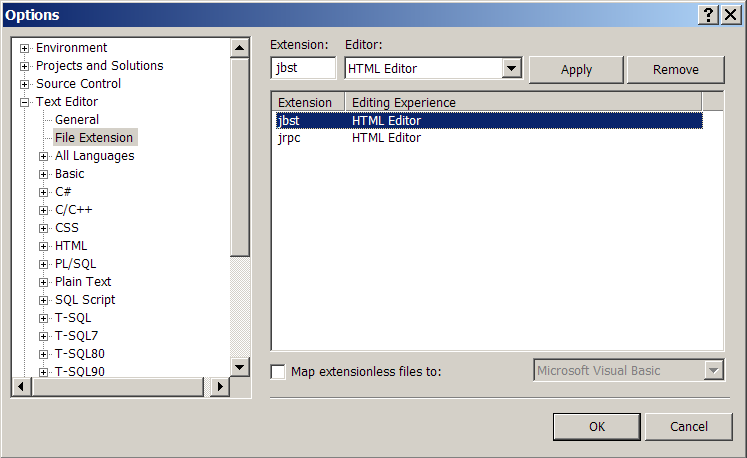 Options
Environment
Projects and Solutions
Source Control
Text Editor
General
File Extension
All Languages
Basic
C#
C/C++
CSS
HTML
PL/SQL
Plain Text
SQL Script
T-SQL
T-SQL7
T-SQL80
T-SQL90
Extension: Editor:
jbst HTML Editor Apply Remove
Extension Editing Experience
jbst HTML Editor
jrpc HTML Editor
Map extensionless files to: Microsoft Visual Basic
OK Cancel